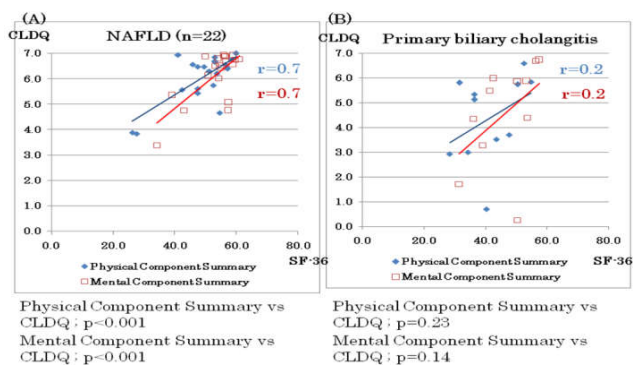 (A)
NAFLD (n=22)
CLDQ
7.0
6.0
5.0
4.0
3.0
2.0
1.0
0.0
r=0.7
r=0.7
0.0 20.0 40.0 60.0 80.0
SF-36
Physical Component Summary
Mental Component Summary
Physical Component Summary vs
CLDQ ; p<0.001
Mental Component Summary vs
CLDQ ; p<0.001
(B)
CLDQ
Primary biliary cholangitis
7.0
6.0
5.0
4.0
3.0
2.0
1.0
0.0
r=0.2
r=0.2
0.0 20.0 40.0 60.0 80.0
SF-36
Physical Component Summary
Mental Component Summary
Physical Component Summary vs
CLDQ ; p=0.23
Mental Component Summary vs
CLDQ ; p=0.14